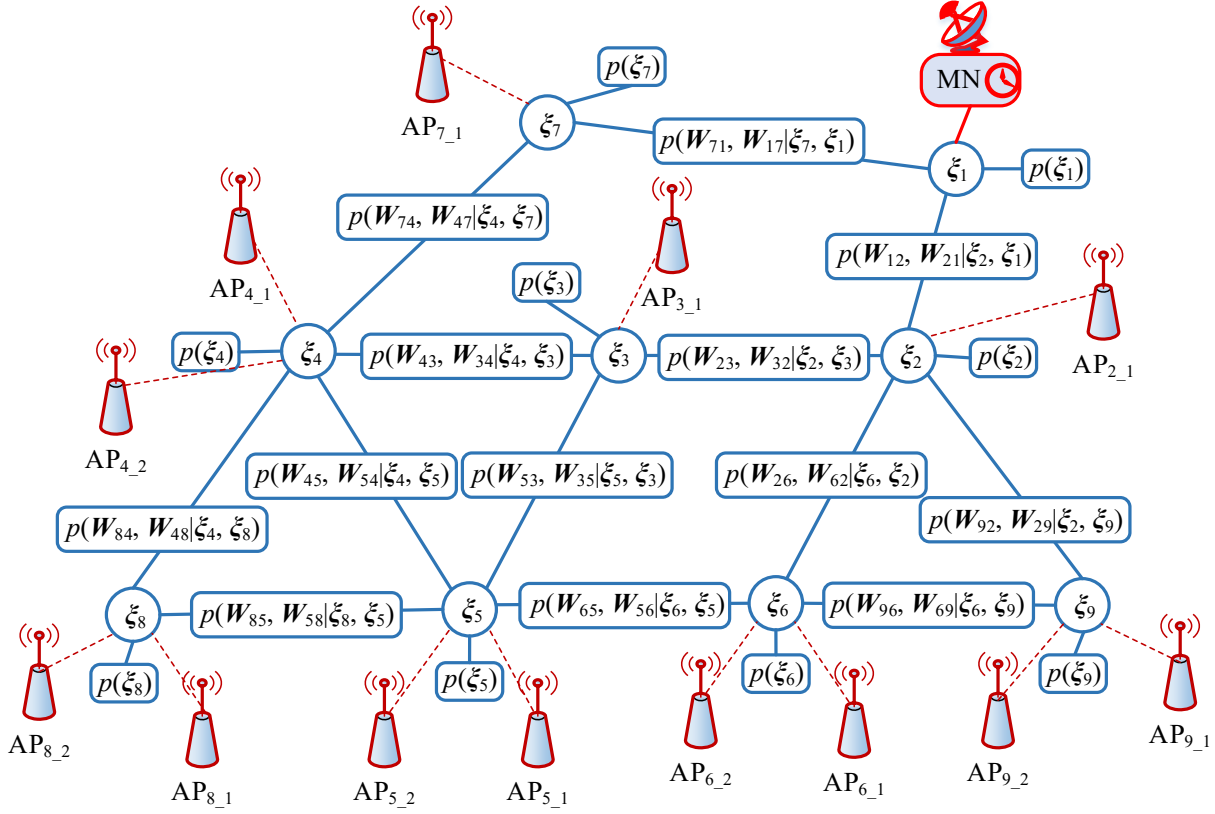 MN
p(ξ₇)
AP₇_₁
ξ₇
p(W₇₁, W₁₇|ξ₇, ξ₁)
ξ₁
p(ξ₁)
p(W₇₄, W₄₇|ξ₄, ξ₇)
AP₄_₁
p(W₁₂, W₂₁|ξ₂, ξ₁)
p(ξ₃)
AP₃_₁
p(ξ₄)
ξ₄
p(W₄₃, W₃₄|ξ₄, ξ₃)
ξ₃
p(W₂₃, W₃₂|ξ₂, ξ₃)
ξ₂
p(ξ₂)
AP₂_₁
AP₄_₂
p(W₄₅, W₅₄|ξ₄, ξ₅)
p(W₅₃, W₃₅|ξ₅, ξ₃)
p(W₂₆, W₆₂|ξ₆, ξ₂)
p(W₈₄, W₄₈|ξ₄, ξ₈)
p(W₉₂, W₂₉|ξ₂, ξ₉)
ξ₈
p(W₈₅, W₅₈|ξ₈, ξ₅)
ξ₅
p(W₆₅, W₅₆|ξ₆, ξ₅)
ξ₆
p(W₉₆, W₆₉|ξ₆, ξ₉)
ξ₉
p(ξ₈)
p(ξ₅)
p(ξ₆)
p(ξ₉)
AP₈_₂
AP₈_₁
AP₅_₂
AP₅_₁
AP₆_₂
AP₆_₁
AP₉_₂
AP₉_₁